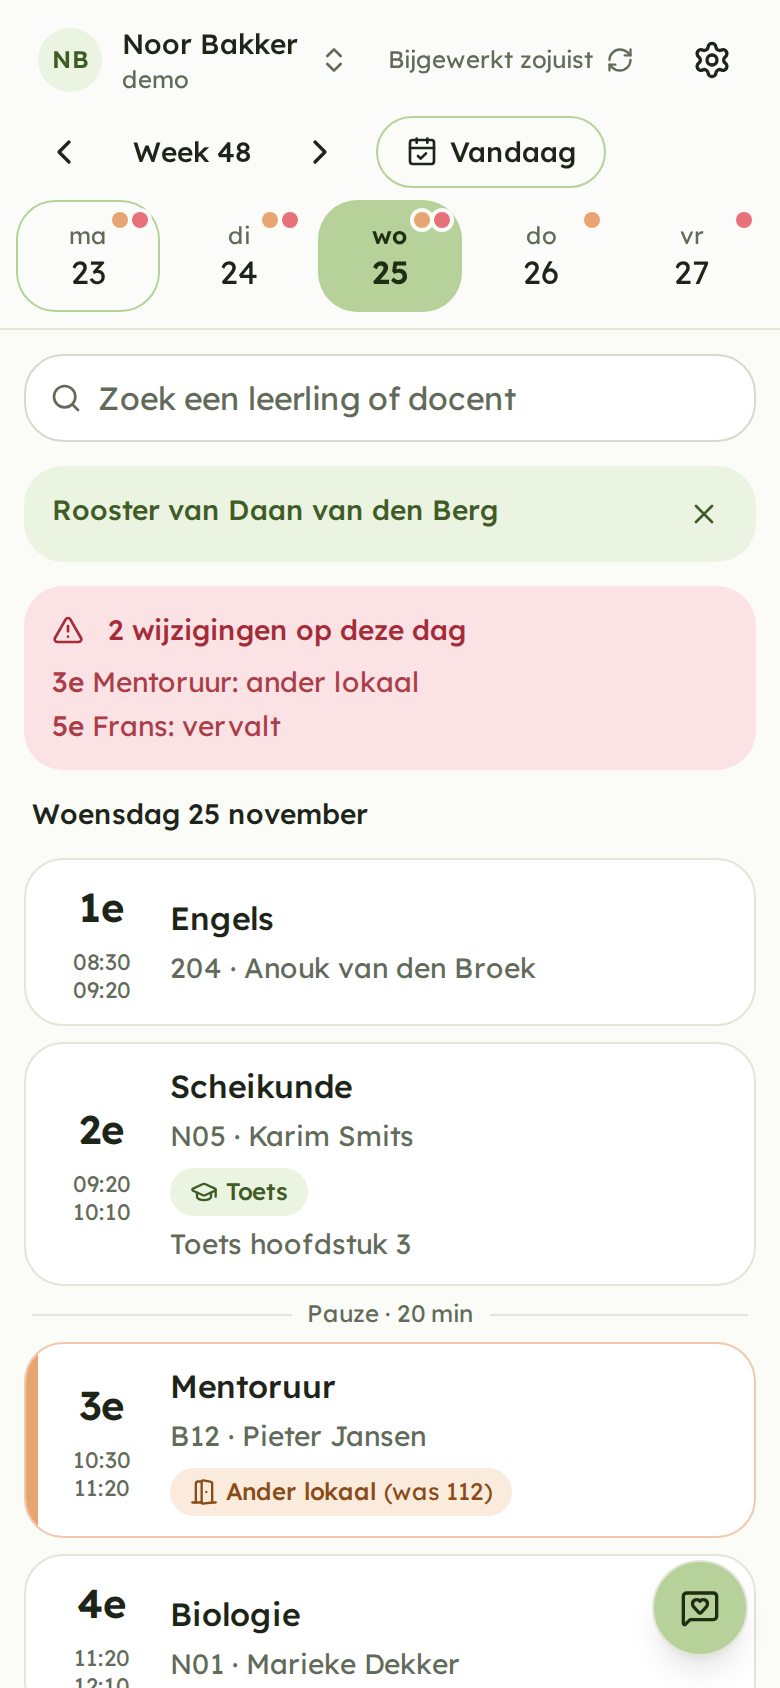 NB
Noor Bakker
demo
Bijgewerkt zojuist
Week 48
Vandaag
ma
23
di
24
wo
25
do
26
vr
27
Zoek een leerling of docent
Rooster van Daan van den Berg
2 wijzigingen op deze dag
3e Mentoruur: ander lokaal
5e Frans: vervalt
Woensdag 25 november
1e
08:30
09:20
Engels
204 · Anouk van den Broek
2e
09:20
10:10
Scheikunde
N05 · Karim Smits
Toets
Toets hoofdstuk 3
Pauze · 20 min
3e
10:30
11:20
Mentoruur
B12 · Pieter Jansen
Ander lokaal (was 112)
4e
11:20
12:10
Biologie
N01 · Marieke Dekker